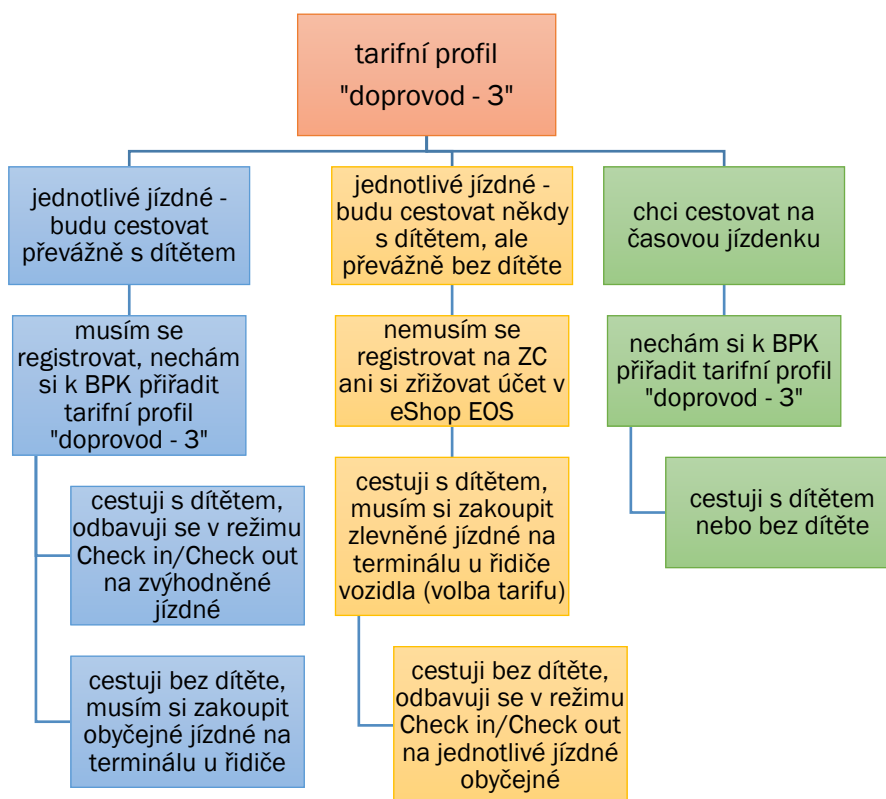 tarifní profil
"doprovod - 3"
jednotlivé jízdné -
budu cestovat
převážně s dítětem
musím se
registrovat, nechám
si k BPK přiřadit
tarifní profil
"doprovod - 3"
cestuji s dítětem,
odbavuji se v režimu
Check in/Check out
na zvýhodněné
jízdné
cestuji bez dítěte,
musím si zakoupit
obyčejné jízdné na
terminálu u řidiče
jednotlivé jízdné -
budu cestovat někdy
s dítětem, ale
převážně bez dítěte
nemusím se
registrovat na ZC
ani si zřižovat účet v
eShop EOS
cestuji s dítětem,
musím si zakoupit
zlevněné jízdné na
terminálu u řidiče
vozidla (volba tarifu)
cestuji bez dítěte,
odbavuji se v režimu
Check in/Check out
na jednotlivé jízdné
obyčejné
chci cestovat na
časovou jízdenku
nechám si k BPK
přiřadit tarifní profil
"doprovod - 3"
cestuji s dítětem
nebo bez dítěte